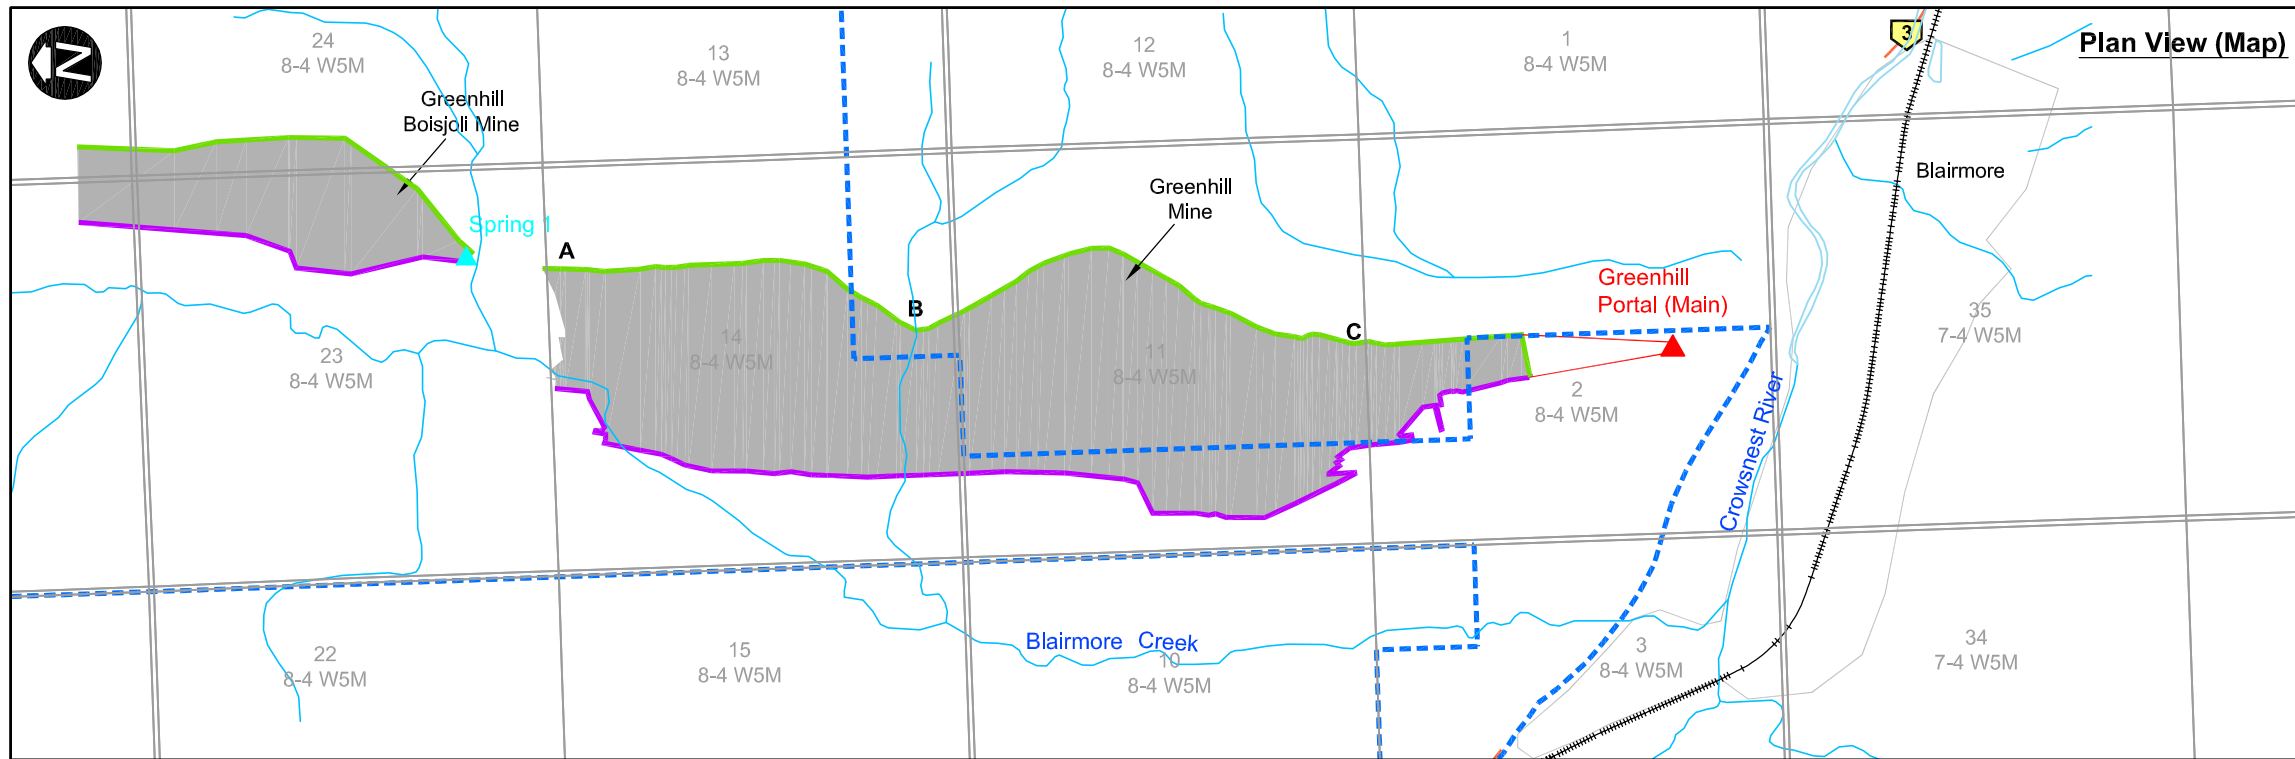 Plan View (Map)
N
24
8-4 W5M
13
8-4 W5M
12
8-4 W5M
1
8-4 W5M
3
Greenhill
Boisjoli Mine
Spring 1
A
Greenhill
Mine
B
C
Greenhill
Portal (Main)
Blairmore
23
8-4 W5M
14
8-4 W5M
11
8-4 W5M
2
8-4 W5M
35
7-4 W5M
Crowsnest River
22
8-4 W5M
15
8-4 W5M
Blairmore Creek
10
8-4 W5M
3
8-4 W5M
34
7-4 W5M